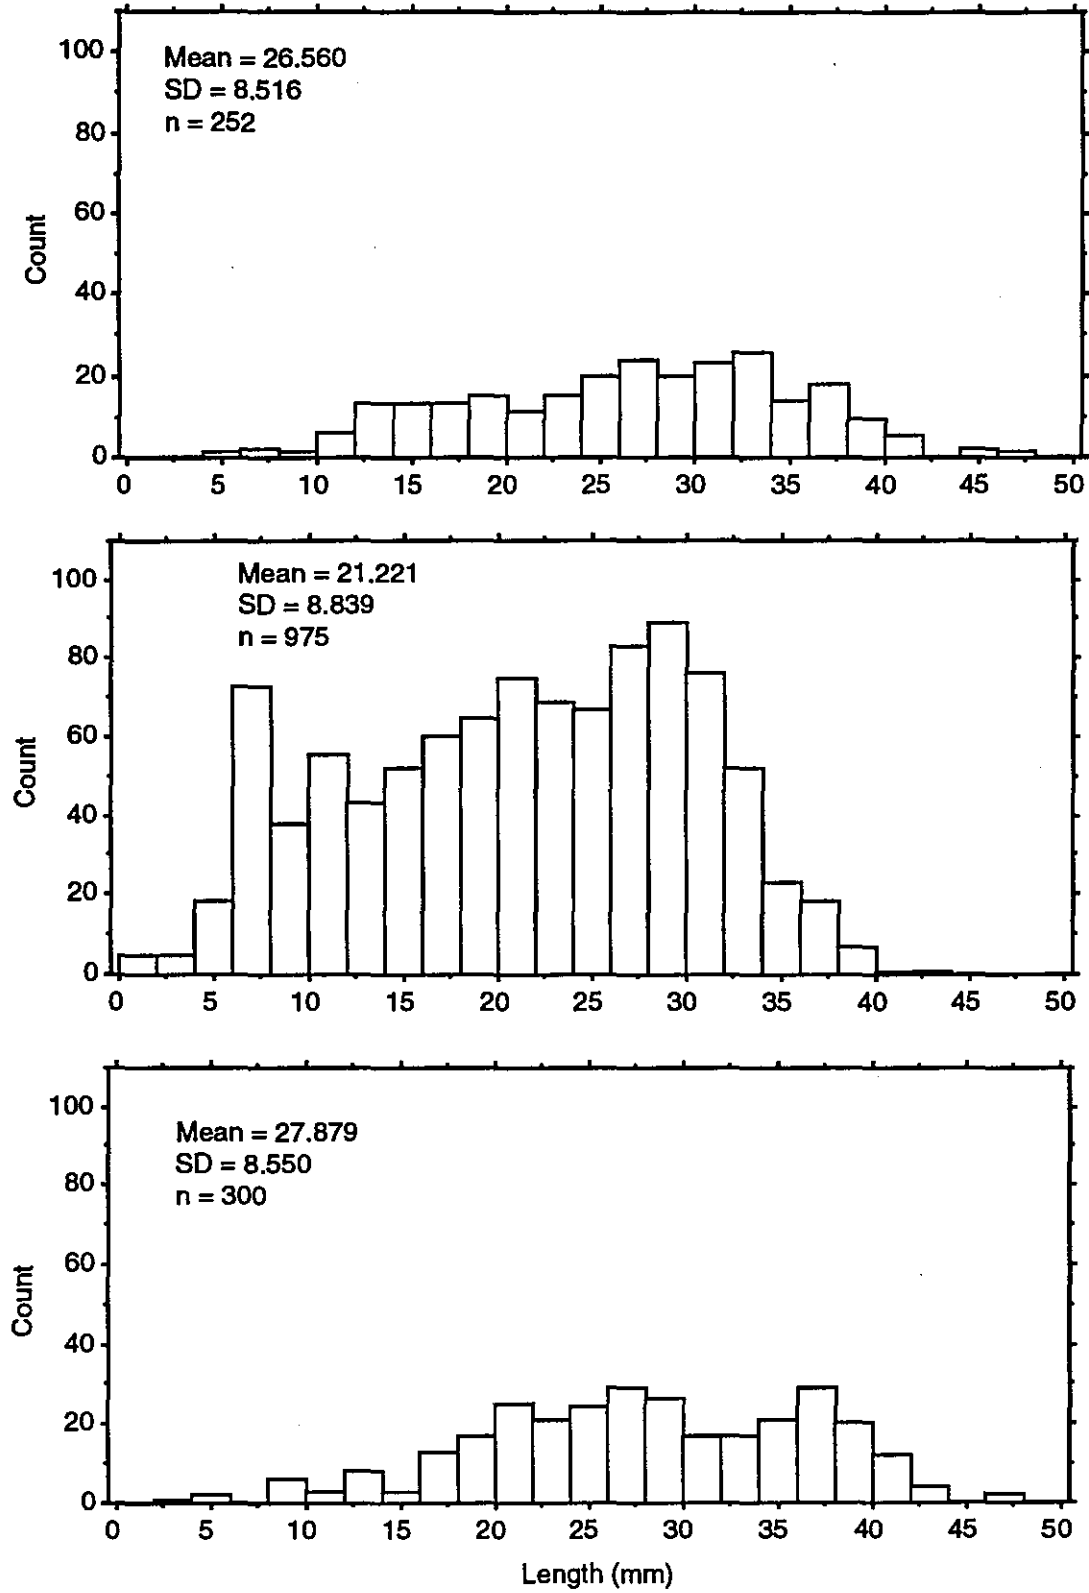 100
Mean = 26.560
SD = 8.516
n = 252
80
60
Count
40
20
0
0 5 10 15 20 25 30 35 40 45 50
Mean = 21.221
100
SD = 8.839
n = 975
80
60
Count
40
20
0
0 5 10 15 20 25 30 35 40 45 50
100
Mean = 27.879
SD = 8.550
80
n = 300
60
Count
40
20
0
0 5 10 15 20 25 30 35 40 45 50
Length (mm)